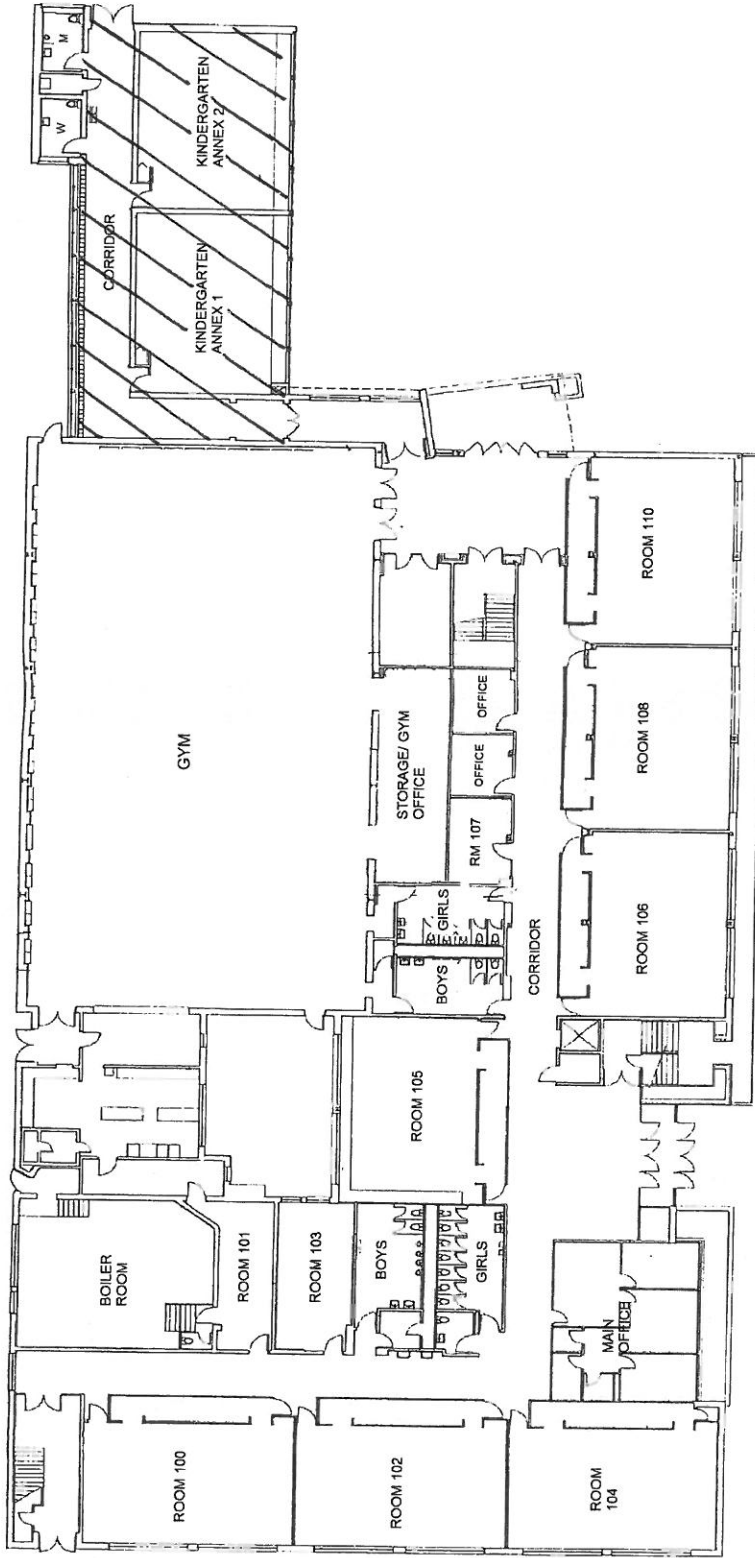 M
W
CORRIDOR
KINDERGARTEN
ANNEX 2
KINDERGARTEN
ANNEX 1
GYM
STORAGE/ GYM
OFFICE
OFFICE
OFFICE
RM 107
GIRLS
BOYS
CORRIDOR
ROOM 110
ROOM 108
ROOM 106
ROOM 105
BOILER
ROOM
ROOM 101
ROOM 103
BOYS
GIRLS
MAIN
OFFICE
ROOM 100
ROOM 102
ROOM
104